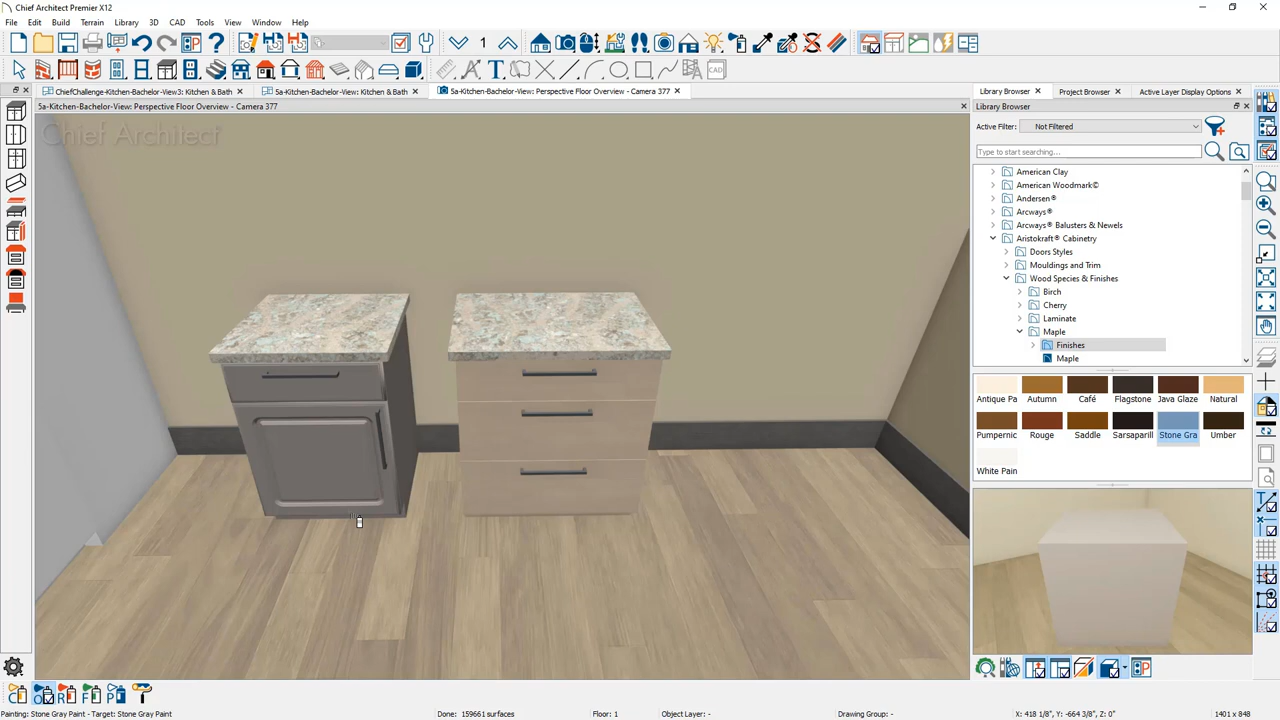 Chief Architect Premier X12
File Edit Build Terrain Library 3D CAD Tools View Window Help
1
ChiefChallenge-Kitchen-Bachelor-View3: Kitchen & Bath
5a-Kitchen-Bachelor-View: Kitchen & Bath
5a-Kitchen-Bachelor-View: Perspective Floor Overview - Camera 377
Library Browser
Project Browser
Active Layer Display Options
5a-Kitchen-Bachelor-View: Perspective Floor Overview - Camera 377
Library Browser
Chief Architect
Active Filter: Not Filtered
Type to start searching...
American Clay
American Woodmark©
Andersen®
Arcways®
Arcways® Balusters & Newels
Aristokraft® Cabinetry
Doors Styles
Mouldings and Trim
Wood Species & Finishes
Birch
Cherry
Laminate
Maple
Finishes
Maple
Antique Pa Autumn Café Flagstone Java Glaze Natural
Pumpernic Rouge Saddle Sarsaparill Stone Gra Umber
White Pain
CAD
Painting: Stone Gray Paint - Target: Stone Gray Paint
Done: 159661 surfaces
Floor: 1
Object Layer: -
Drawing Group: -
X: 418 1/8", Y: -664 3/8", Z: 0"
1401 x 848